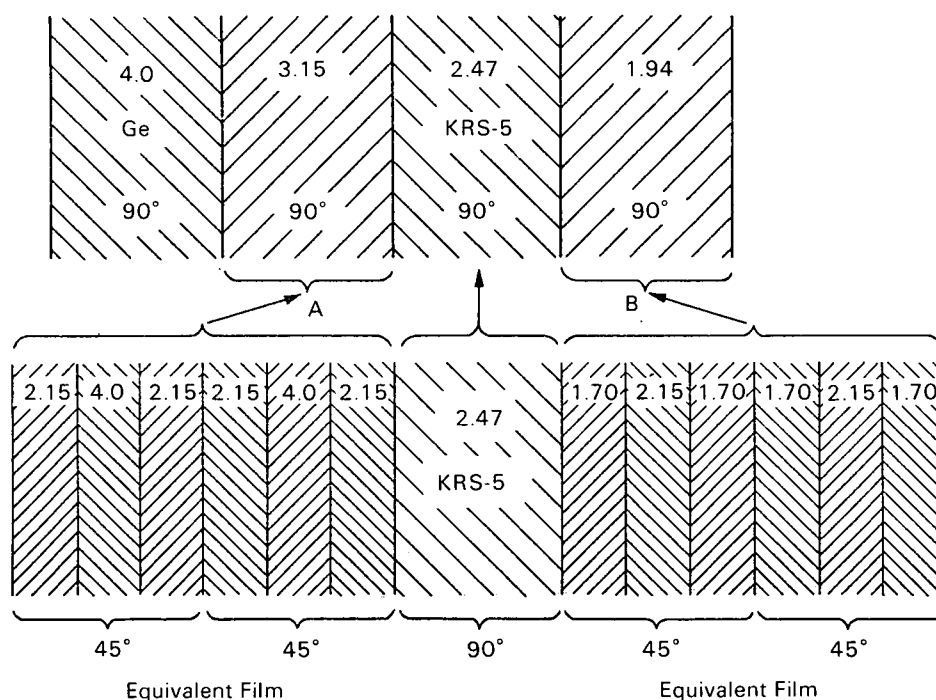 4.0 3.15 2.47 1.94
Ge KRS-5
90° 90° 90° 90°
A B
2.15 4.0 2.15 2.15 4.0 2.15 1.70 2.15 1.70 1.70 2.15 1.70
2.47
KRS-5
45° 45° 90° 45° 45°
Equivalent Film Equivalent Film